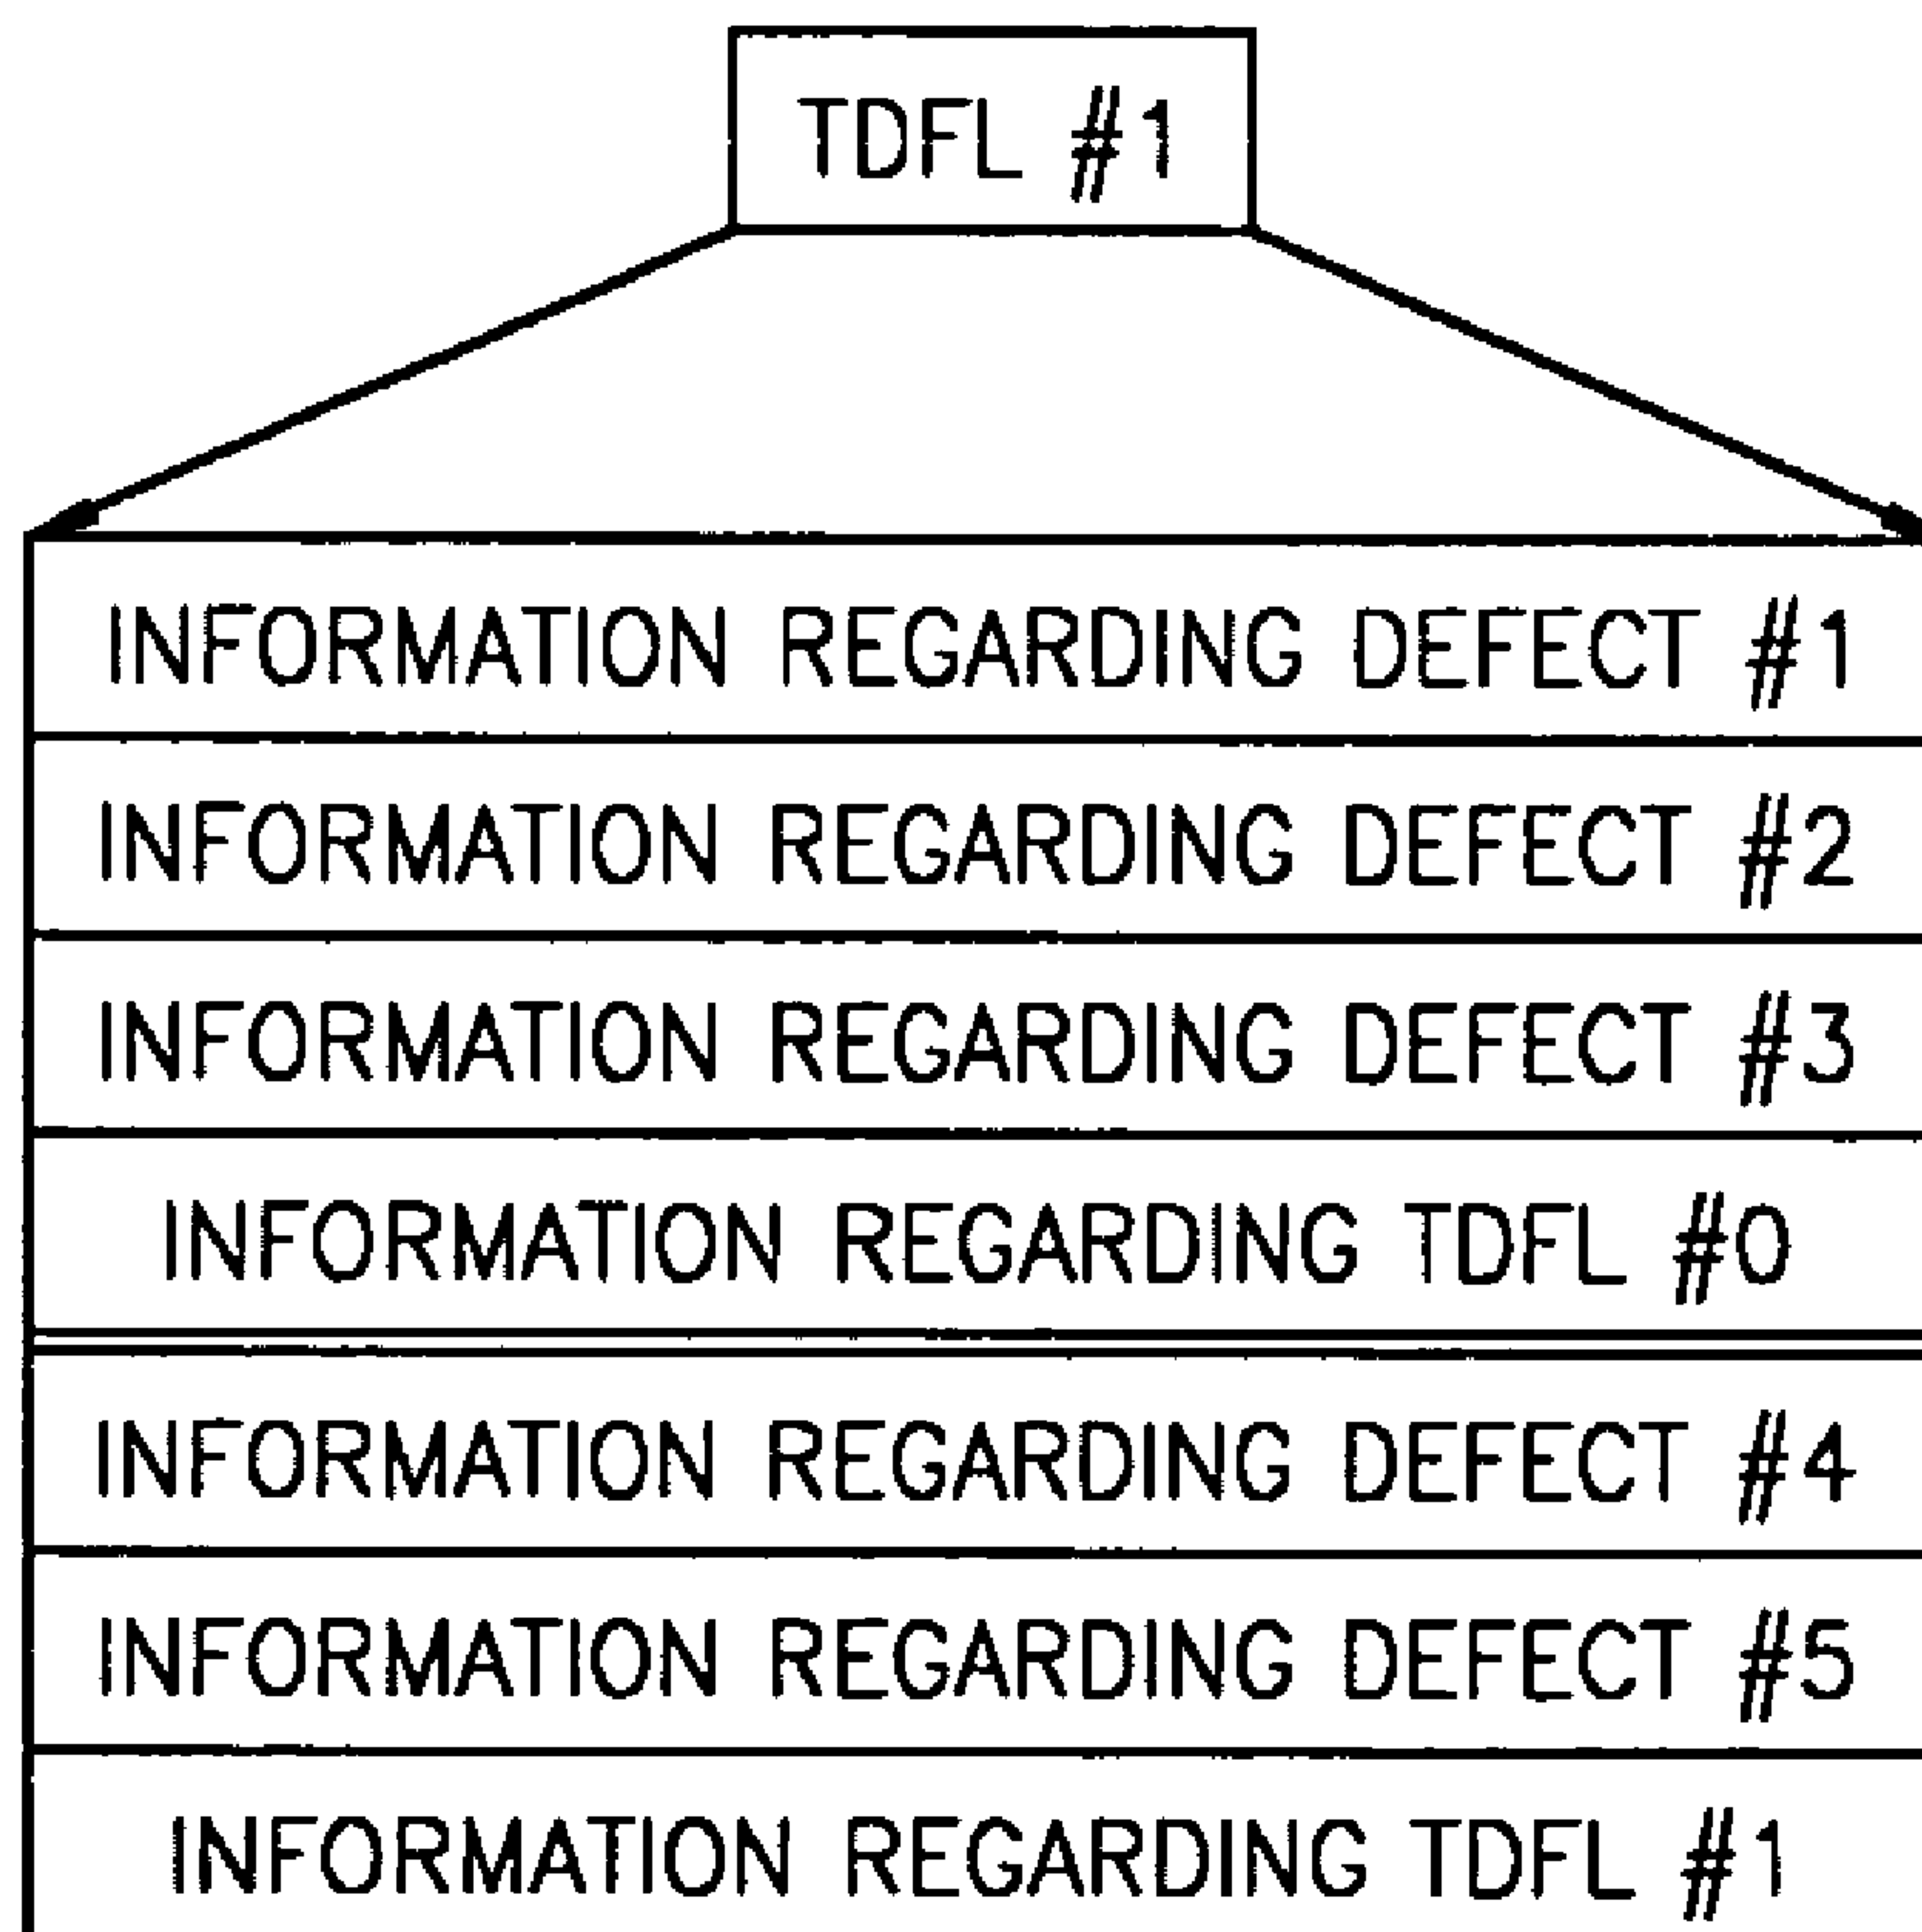 TDFL #1
INFORMATION REGARDING DEFECT #1
INFORMATION REGARDING DEFECT #2
INFORMATION REGARDING DEFECT #3
INFORMATION REGARDING TDFL #0
INFORMATION REGARDING DEFECT #4
INFORMATION REGARDING DEFECT #5
INFORMATION REGARDING TDFL #1